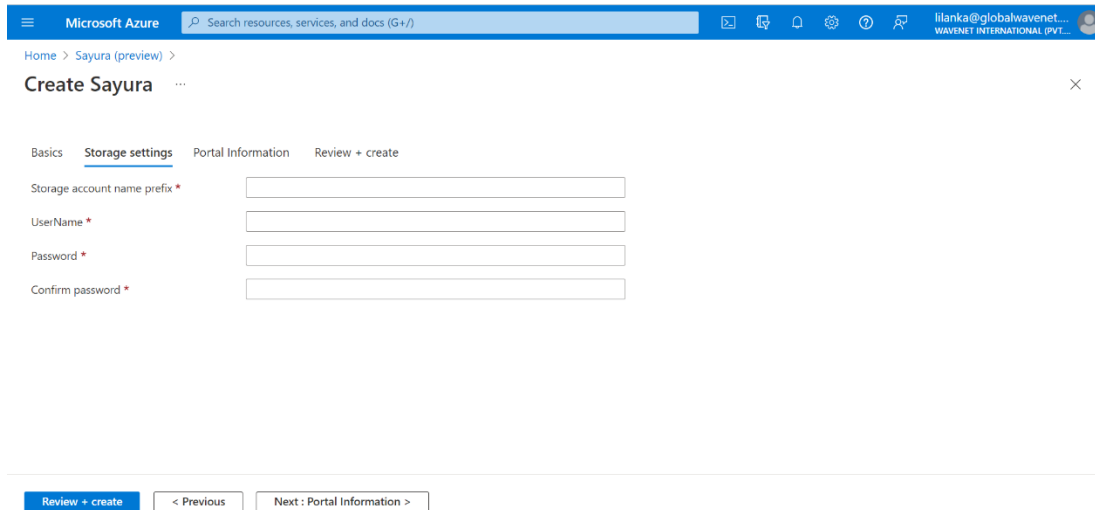 Microsoft Azure
Search resources, services, and docs (G+/)
lilanka@globalwavenet....
WAVENET INTERNATIONAL (PVT....
Home > Sayura (preview) >
Create Sayura ...
Basics Storage settings Portal Information Review + create
Storage account name prefix *
UserName *
Password *
Confirm password *
Review + create < Previous Next : Portal Information >